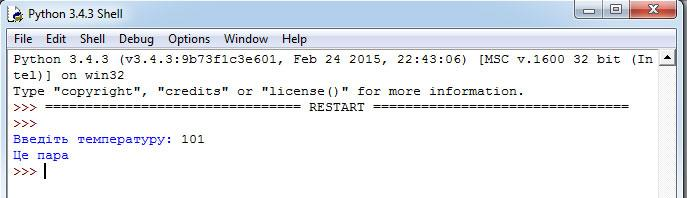 Python 3.4.3 Shell
File Edit Shell Debug Options Window Help
Python 3.4.3 (v3.4.3:9b73f1c3e601, Feb 24 2015, 22:43:06) [MSC v.1600 32 bit (In
tel)] on win32
Type "copyright", "credits" or "license()" for more information.
>>> ================================ RESTART ================================
>>>
Введіть температуру: 101
Це пара
>>>